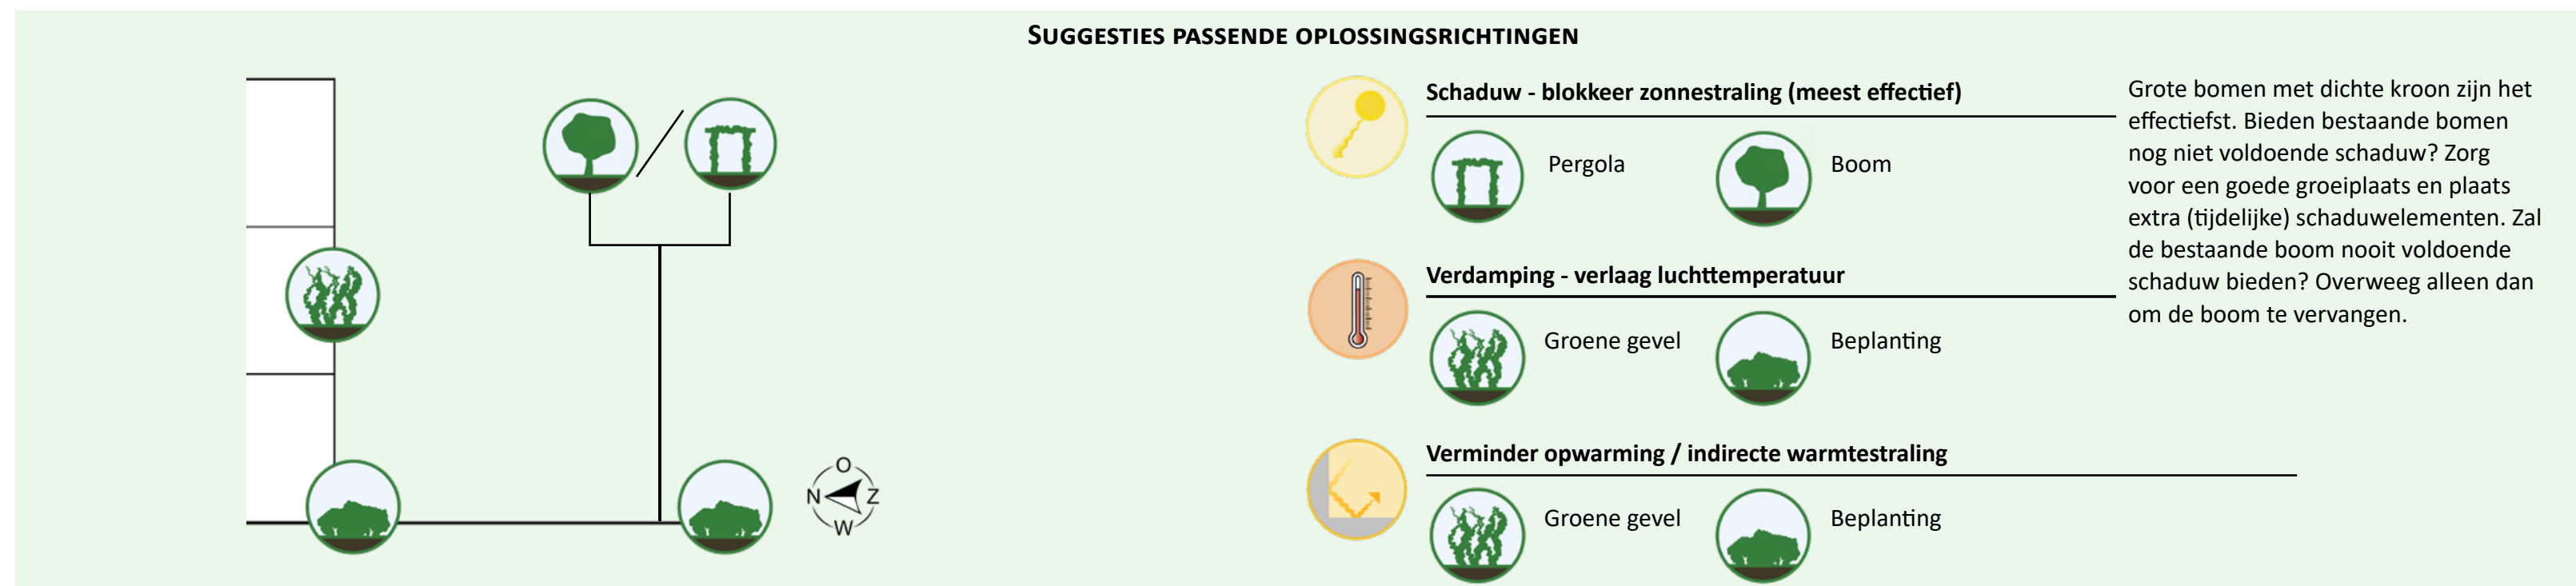 SUGGESTIES PASSENDE OPLOSSINGSRICHTINGEN
O
N Z
W
Schaduw - blokkeer zonnestraling (meest effectief)
Pergola Boom
Verdamping - verlaag luchttemperatuur
Groene gevel Beplanting
Verminder opwarming / indirecte warmtestraling
Groene gevel Beplanting
Grote bomen met dichte kroon zijn het
effectiefst. Bieden bestaande bomen
nog niet voldoende schaduw? Zorg
voor een goede groeiplaats en plaats
extra (tijdelijke) schaduwelementen. Zal
de bestaande boom nooit voldoende
schaduw bieden? Overweeg alleen dan
om de boom te vervangen.